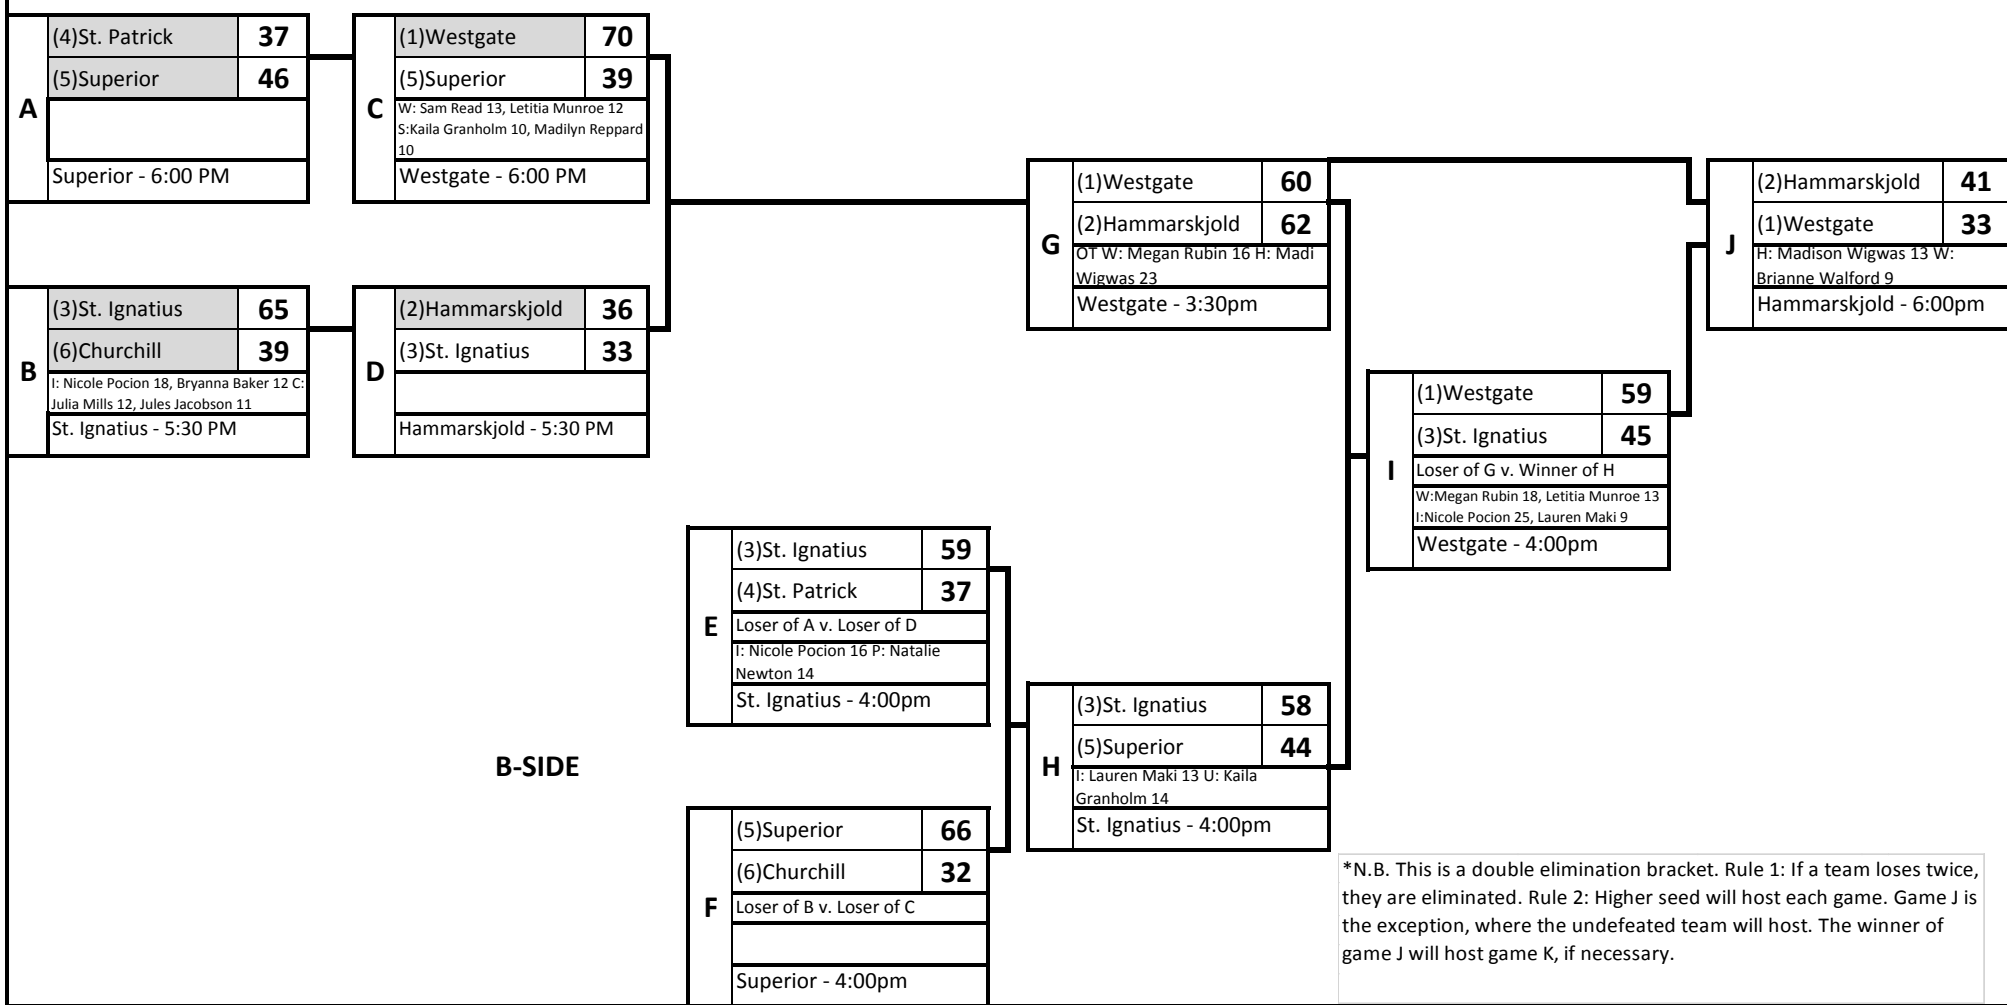 A
(4)St. Patrick 37
(5)Superior 46
Superior - 6:00 PM
C
(1)Westgate 70
(5)Superior 39
W: Sam Read 13, Letitia Munroe 12
S:Kaila Granholm 10, Madilyn Reppard
10
Westgate - 6:00 PM
B
(3)St. Ignatius 65
(6)Churchill 39
I: Nicole Pocion 18, Bryanna Baker 12 C:
Julia Mills 12, Jules Jacobson 11
St. Ignatius - 5:30 PM
D
(2)Hammarskjold 36
(3)St. Ignatius 33
Hammarskjold - 5:30 PM
G
(1)Westgate 60
(2)Hammarskjold 62
OT W: Megan Rubin 16 H: Madi
Wigwas 23
Westgate - 3:30pm
J
(2)Hammarskjold 41
(1)Westgate 33
H: Madison Wigwas 13 W:
Brianne Walford 9
Hammarskjold - 6:00pm
I
(1)Westgate 59
(3)St. Ignatius 45
Loser of G v. Winner of H
W:Megan Rubin 18, Letitia Munroe 13
I:Nicole Pocion 25, Lauren Maki 9
Westgate - 4:00pm
E
(3)St. Ignatius 59
(4)St. Patrick 37
Loser of A v. Loser of D
I: Nicole Pocion 16 P: Natalie
Newton 14
St. Ignatius - 4:00pm
B-SIDE
H
(3)St. Ignatius 58
(5)Superior 44
I: Lauren Maki 13 U: Kaila
Granholm 14
St. Ignatius - 4:00pm
F
(5)Superior 66
(6)Churchill 32
Loser of B v. Loser of C
Superior - 4:00pm
*N.B. This is a double elimination bracket. Rule 1: If a team loses twice,
they are eliminated. Rule 2: Higher seed will host each game. Game J is
the exception, where the undefeated team will host. The winner of
game J will host game K, if necessary.